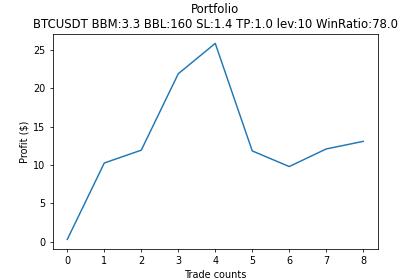 Portfolio
BTCUSDT BBM:3.3 BBL:160 SL:1.4 TP:1.0 lev:10 WinRatio:78.0
25
20
15
10
5
0
Profit ($)
0 1 2 3 4 5 6 7 8
Trade counts